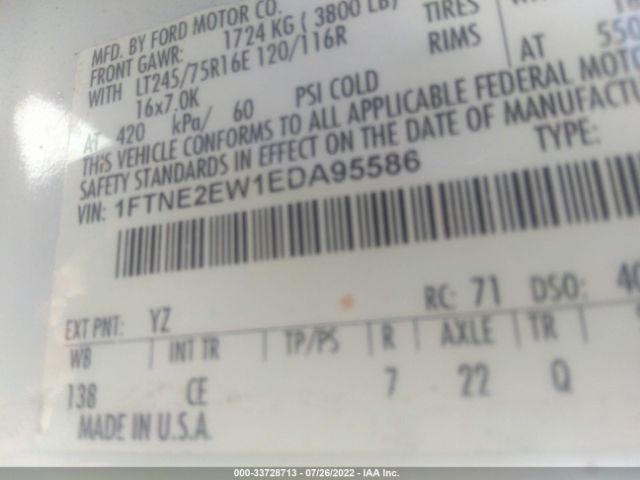 MFD. BY FORD MOTOR CO.
FRONT GAWR: 1724 KG ( 3800 LB)
WITH LT245/75R16E 120/116R TIRES
16x7.0K RIMS
AT 420 kPa/ 60 PSI COLD AT 550
THIS VEHICLE CONFORMS TO ALL APPLICABLE FEDERAL MOTO
SAFETY STANDARDS IN EFFECT ON THE DATE OF MANUFACTU
VIN: 1FTNE2EW1EDA95586 TYPE:
EXT PNT: YZ RC: 71 DSO: 40
WB INT TR TP/PS R AXLE TR
138 CE 7 22 Q
MADE IN U.S.A.
000-33728713 / 07/26/2022 - IAA Inc.